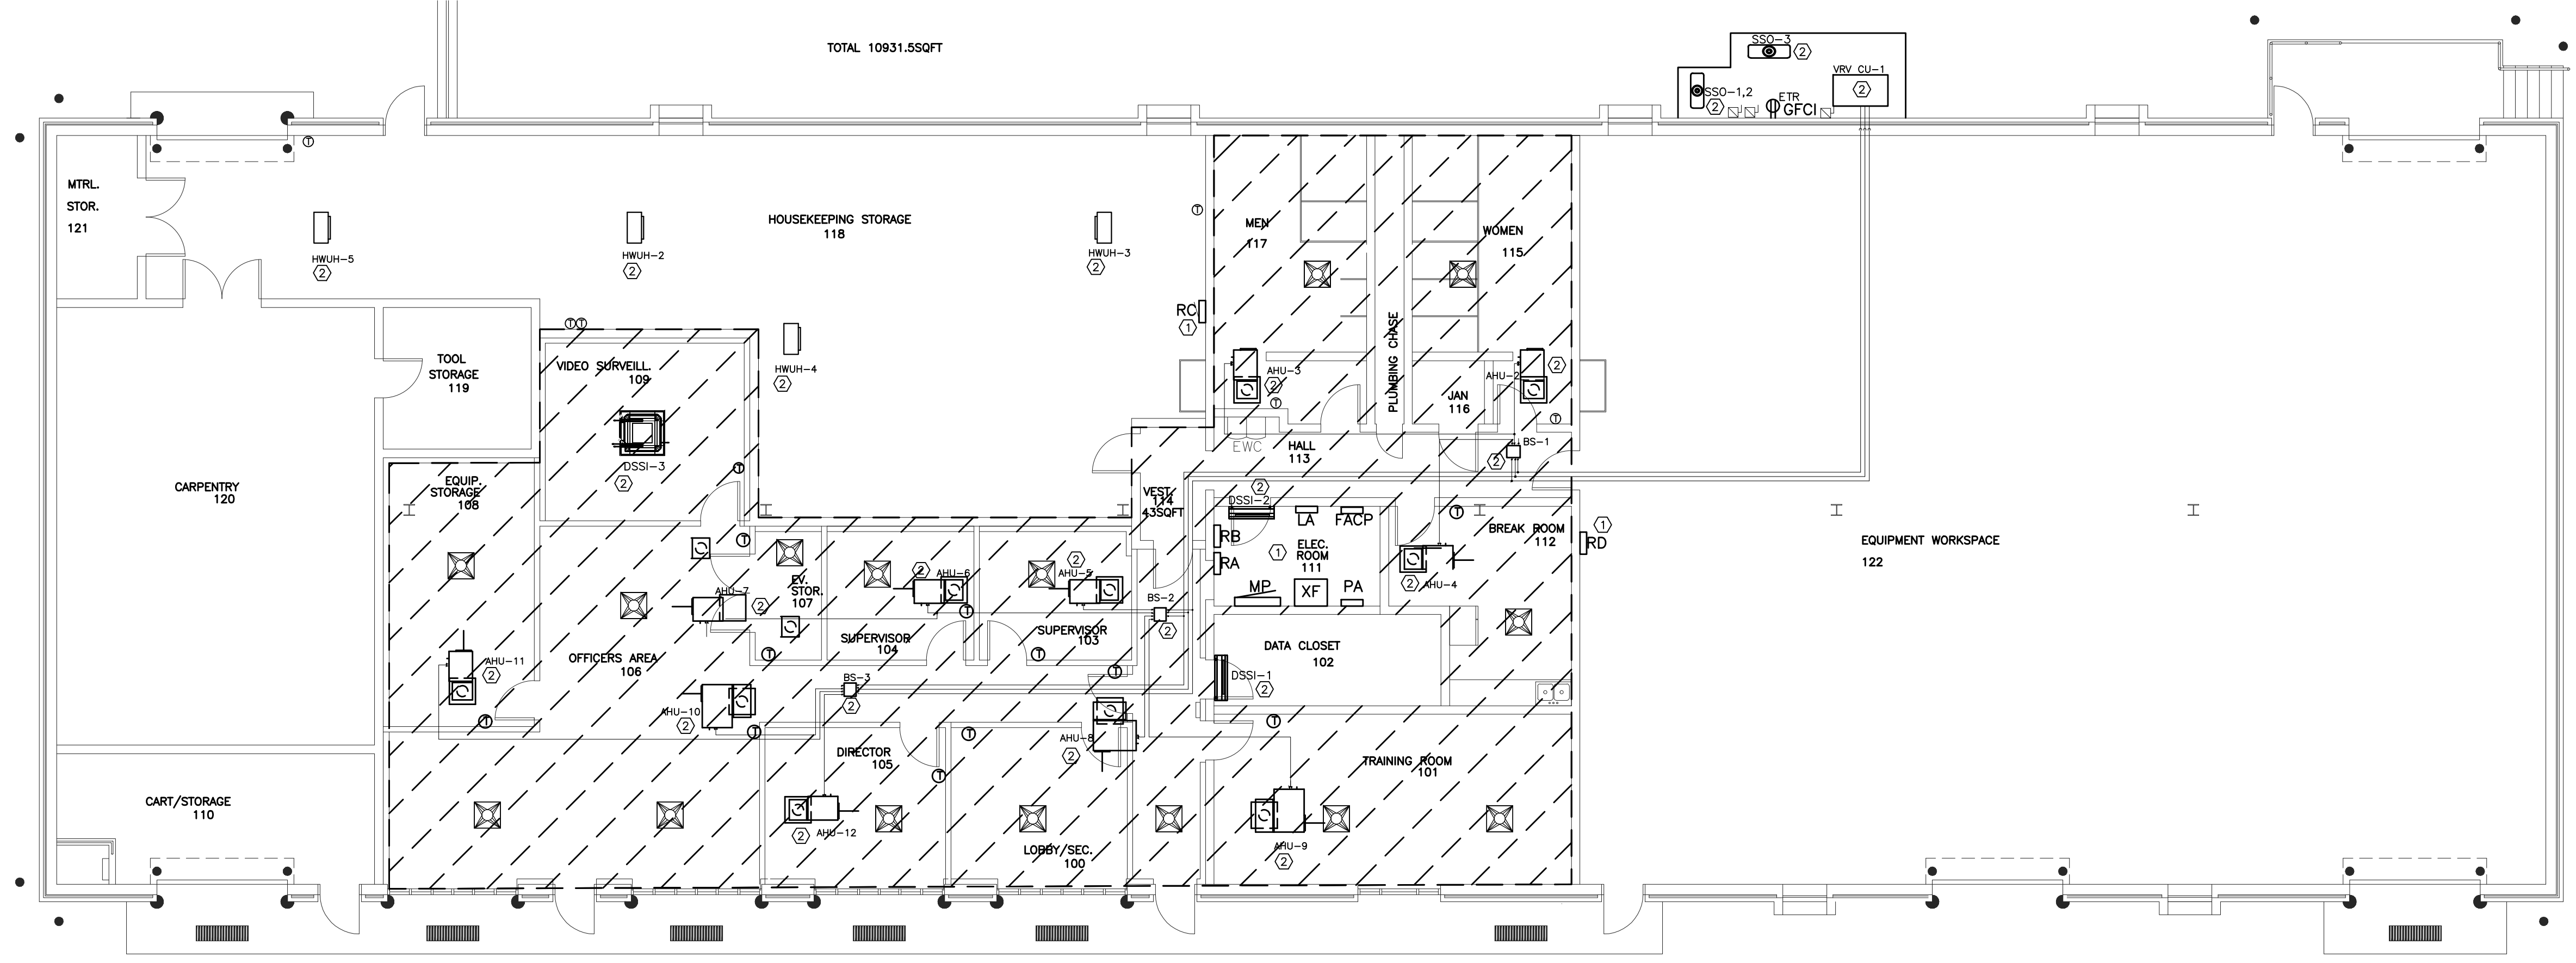 TOTAL 10931.5SQFT
SSO-3
2
VRV CU-1
2
SSO-1,2
2
ETR
GFCI
T
MTRL.
STOR.
121
HOUSEKEEPING STORAGE
118
T
MEN
117
WOMEN
115
HWUH-5
2
HWUH-2
2
HWUH-3
2
RC
1
TT
HWUH-4
2
TOOL
STORAGE
119
VIDEO SURVEILL.
109
PLUMBING CHASE
AHU-3
2
T
AHU-2
2
T
JAN
116
EWC
HALL
113
BS-1
2
DSSI-3
2
T
CARPENTRY
120
EQUIP.
STORAGE
108
VEST.
114
43SQFT
2
DSSI-2
LA
FACP
T
BREAK ROOM
112
1
RD
EQUIPMENT WORKSPACE
122
RB
RA
1
ELEC.
ROOM
111
MP
XF
PA
2
AHU-4
T
EV.
STOR.
107
AHU-7
2
2
AHU-6
T
2
AHU-5
BS-2
2
SUPERVISOR
104
SUPERVISOR
103
T
T
T
DATA CLOSET
102
DSSI-1
2
OFFICERS AREA
106
AHU-11
2
T
BS-3
2
AHU-10
2
T
DIRECTOR
105
T
T
AHU-8
2
T
TRAINING ROOM
101
CART/STORAGE
110
2
AHU-12
LOBBY/SEC.
100
AHU-9
2